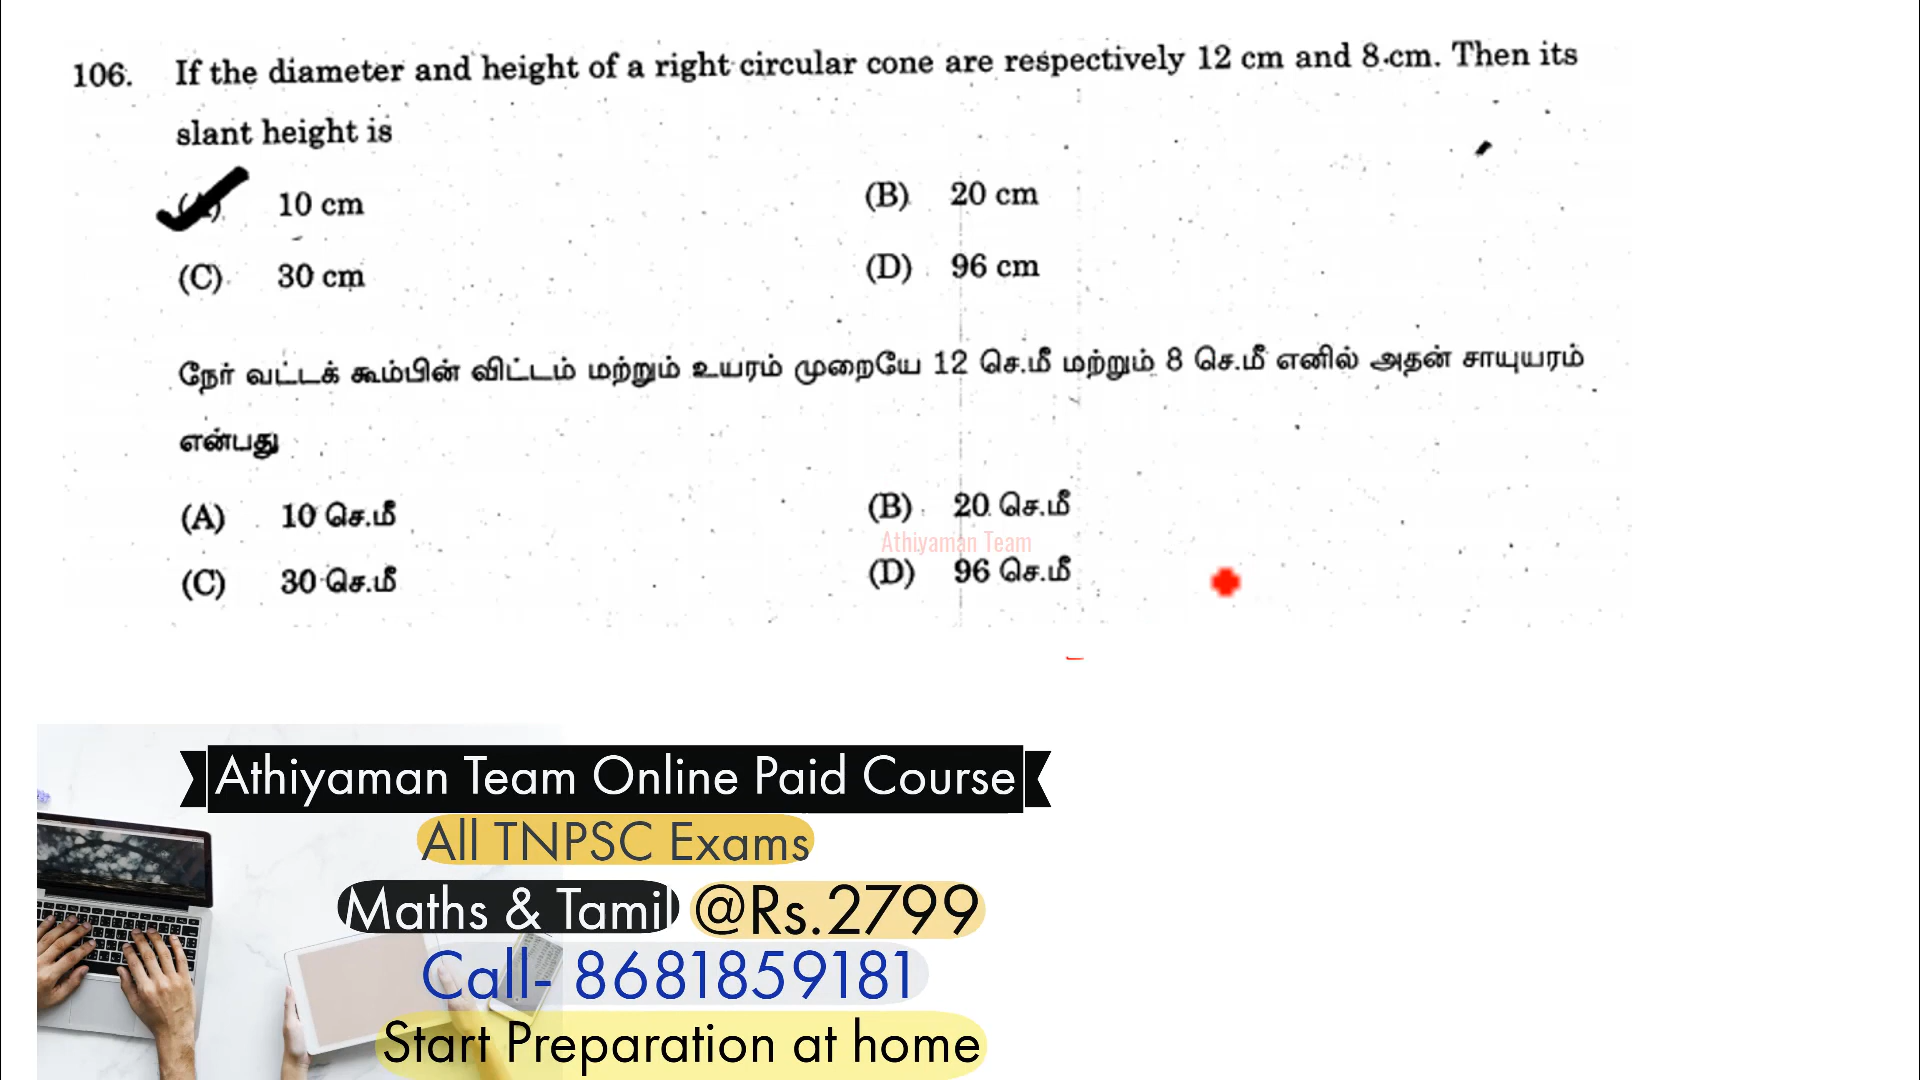 106. If the diameter and height of a right circular cone are respectively 12 cm and 8 cm. Then its
slant height is
10 cm
(B) 20 cm
(C) 30 cm
(D) 96 cm
நேர் வட்டக் கூம்பின் விட்டம் மற்றும் உயரம் முறையே 12 செ.மீ மற்றும் 8 செ.மீ எனில் அதன் சாயுயரம்
என்பது
(A) 10 செ.மீ
(B) 20 செ.மீ
Athiyaman Team
(C) 30 செ.மீ
(D) 96 செ.மீ
Athiyaman Team Online Paid Course
All TNPSC Exams
Maths & Tamil @Rs.2799
Call- 8681859181
Start Preparation at home